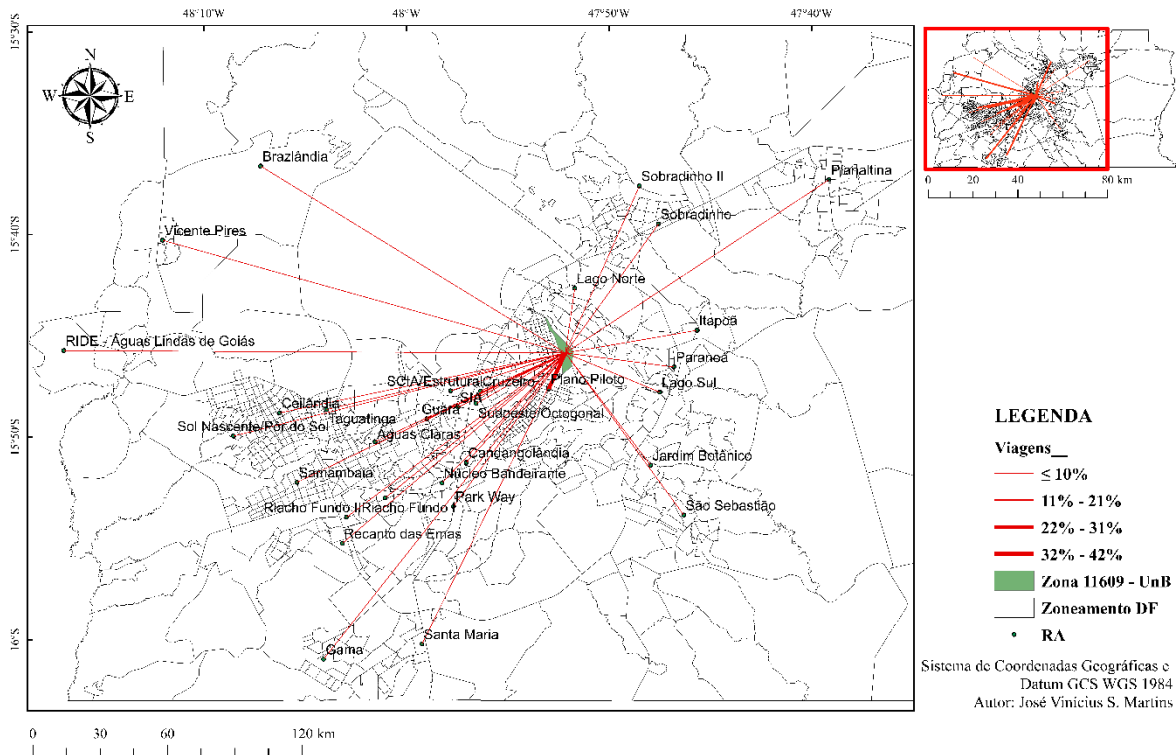 48°10'W 48°W 47°50'W 47°40'W
15°30'S
N
W E
S
Brazlândia
Sobradinho II
Planaltina
Sobradinho
0 40 80 km
15°40'S
Vicente Pires
Lago Norte
Itapoã
RIDE - Águas Lindas de Goiás
Paranoá
SCIA/Estrutural
Cruzeiro
Plano Piloto
Lago Sul
SIA
Ceilândia
Taguatinga
Guará
Sudoeste/Octogonal
Sol Nascente/Pôr do Sol
15°50'S
Águas Claras
Candangolândia
Jardim Botânico
Samambaia
Núcleo Bandeirante
Park Way
Riacho Fundo II
Riacho Fundo
São Sebastião
Recanto das Emas
16°S
Santa Maria
Gama
LEGENDA
Viagens__
≤ 10%
11% - 21%
22% - 31%
32% - 42%
Zona 11609 - UnB
Zoneamento DF
RA
Sistema de Coordenadas Geográficas e
Datum GCS WGS 1984
Autor: José Vinícius S. Martins
0 30 60 120 km